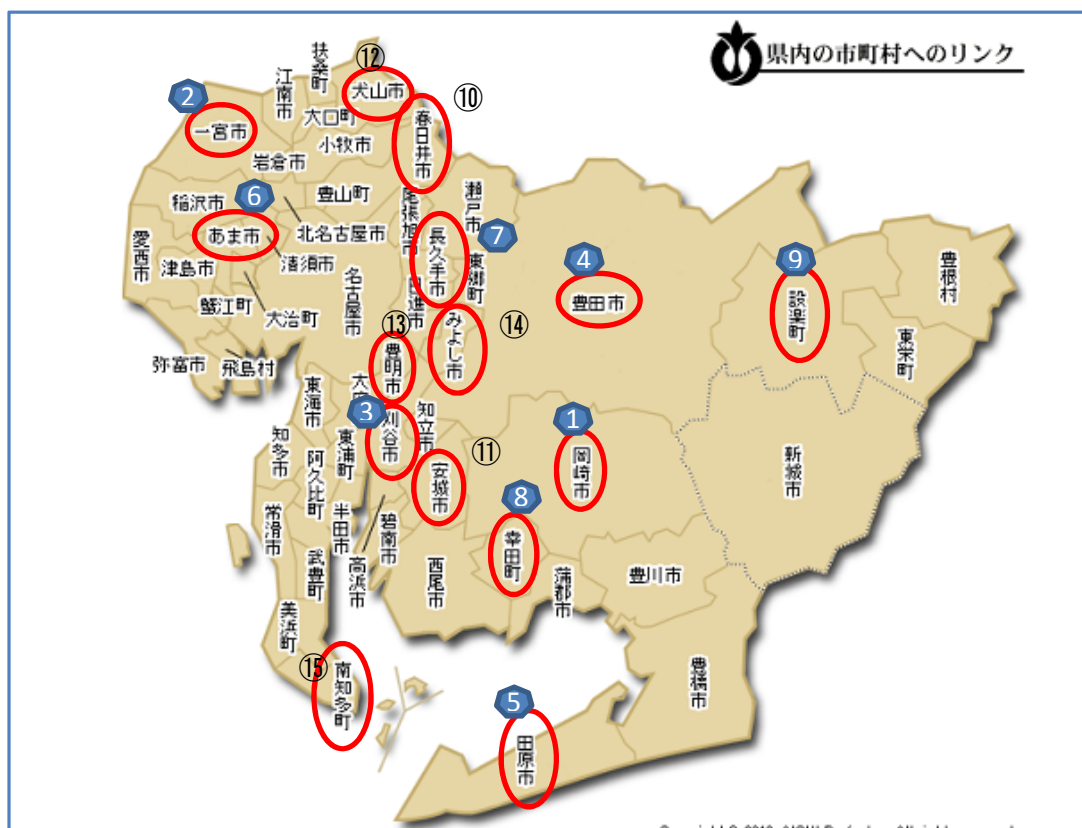 県内の市町村へのリンク
扶桑町
⑫
犬山市
⑩
江南市
2
一宮市
大口町
春日井市
小牧市
岩倉市
稲沢市
6
豊山町
尾張旭市
瀬戸市
あま市
北名古屋市
長久手市
7
愛西市
津島市
清須市
東郷町
4
豊田市
9
設楽町
豊根村
蟹江町
大治町
名古屋市
日進市
⑬
みよし市
⑭
東栄町
弥富市
飛島村
豊明市
東海市
3
刈谷市
知立市
1
岡崎市
新城市
知多市
東浦町
⑪
安城市
阿久比町
8
幸田町
常滑市
半田市
碧南市
高浜市
武豊町
西尾市
蒲郡市
豊川市
美浜町
⑮
南知多町
5
田原市
豊橋市